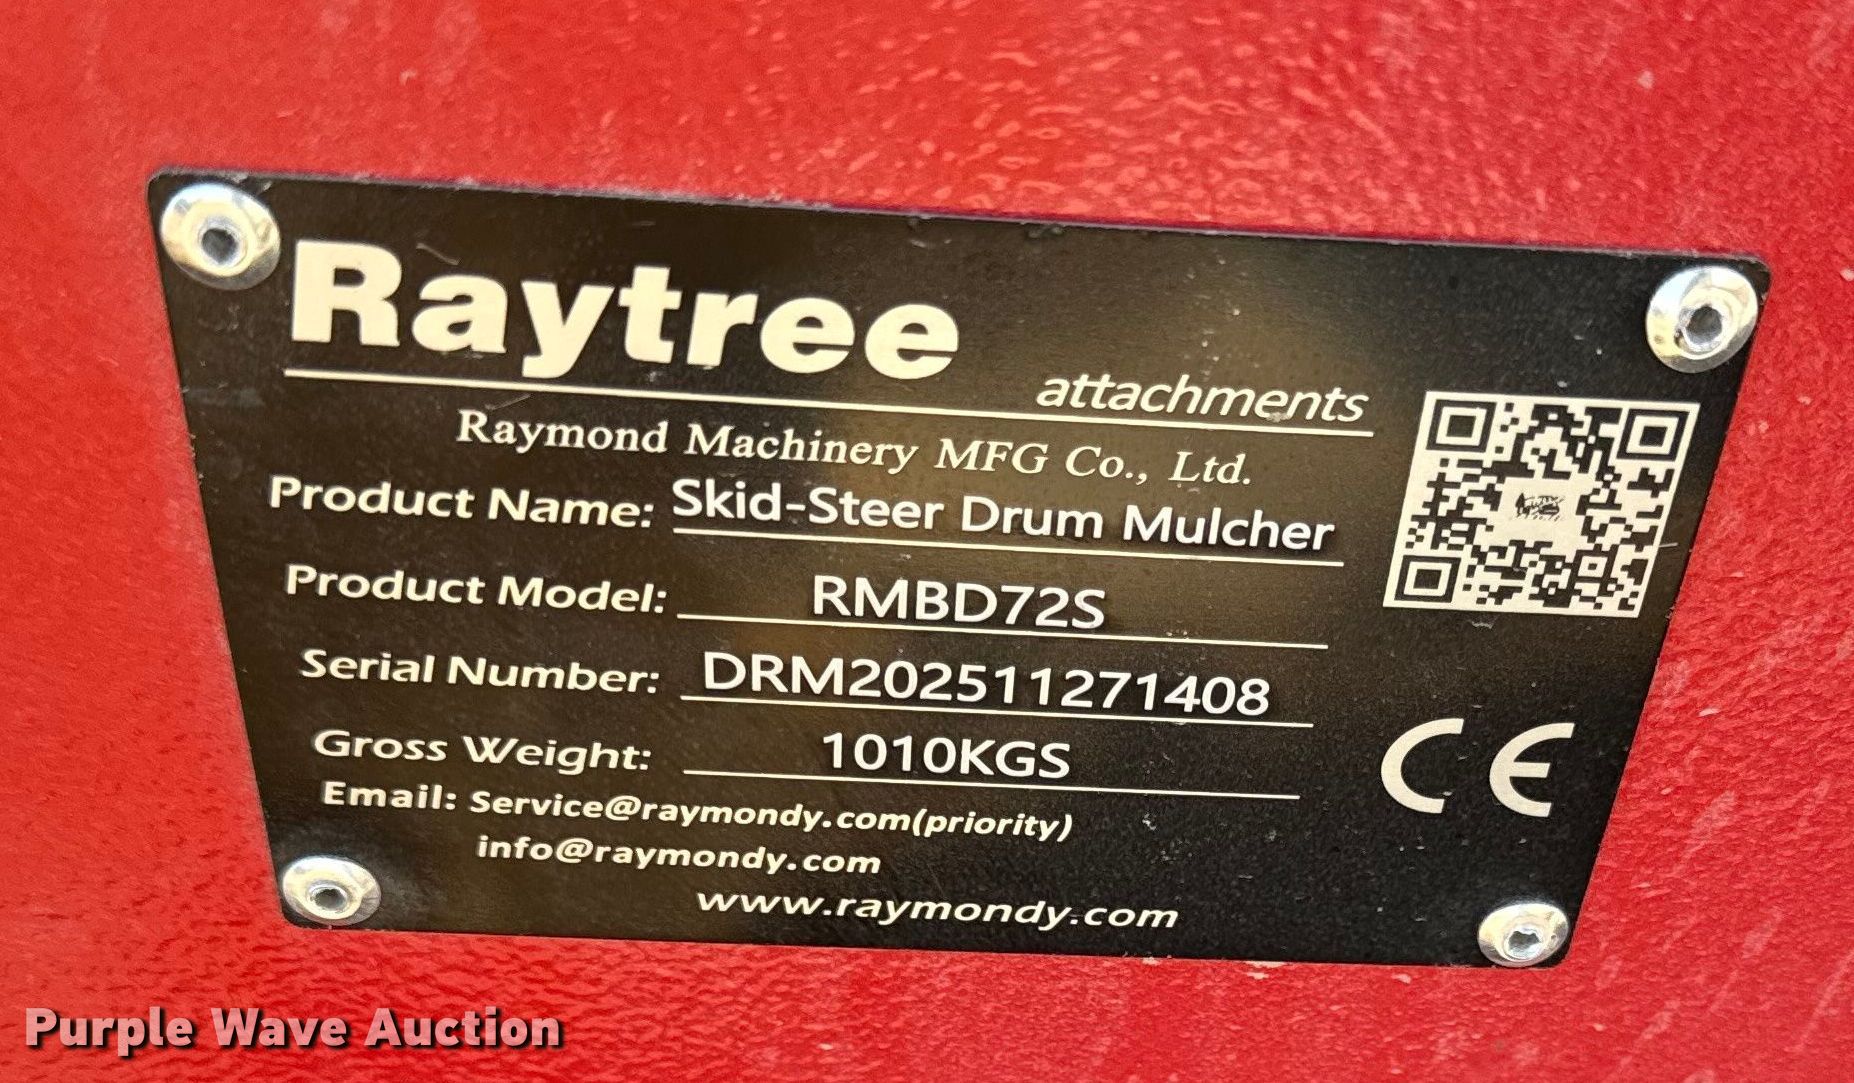 Raytree
attachments
Raymond Machinery MFG Co., Ltd.
Product Name: Skid-Steer Drum Mulcher
Product Model: RMBD72S
Serial Number: DRM202511271408
Gross Weight: 1010KGS
Email: Service@raymondy.com(priority)
info@raymondy.com
www.raymondy.com
CE
Purple Wave Auction